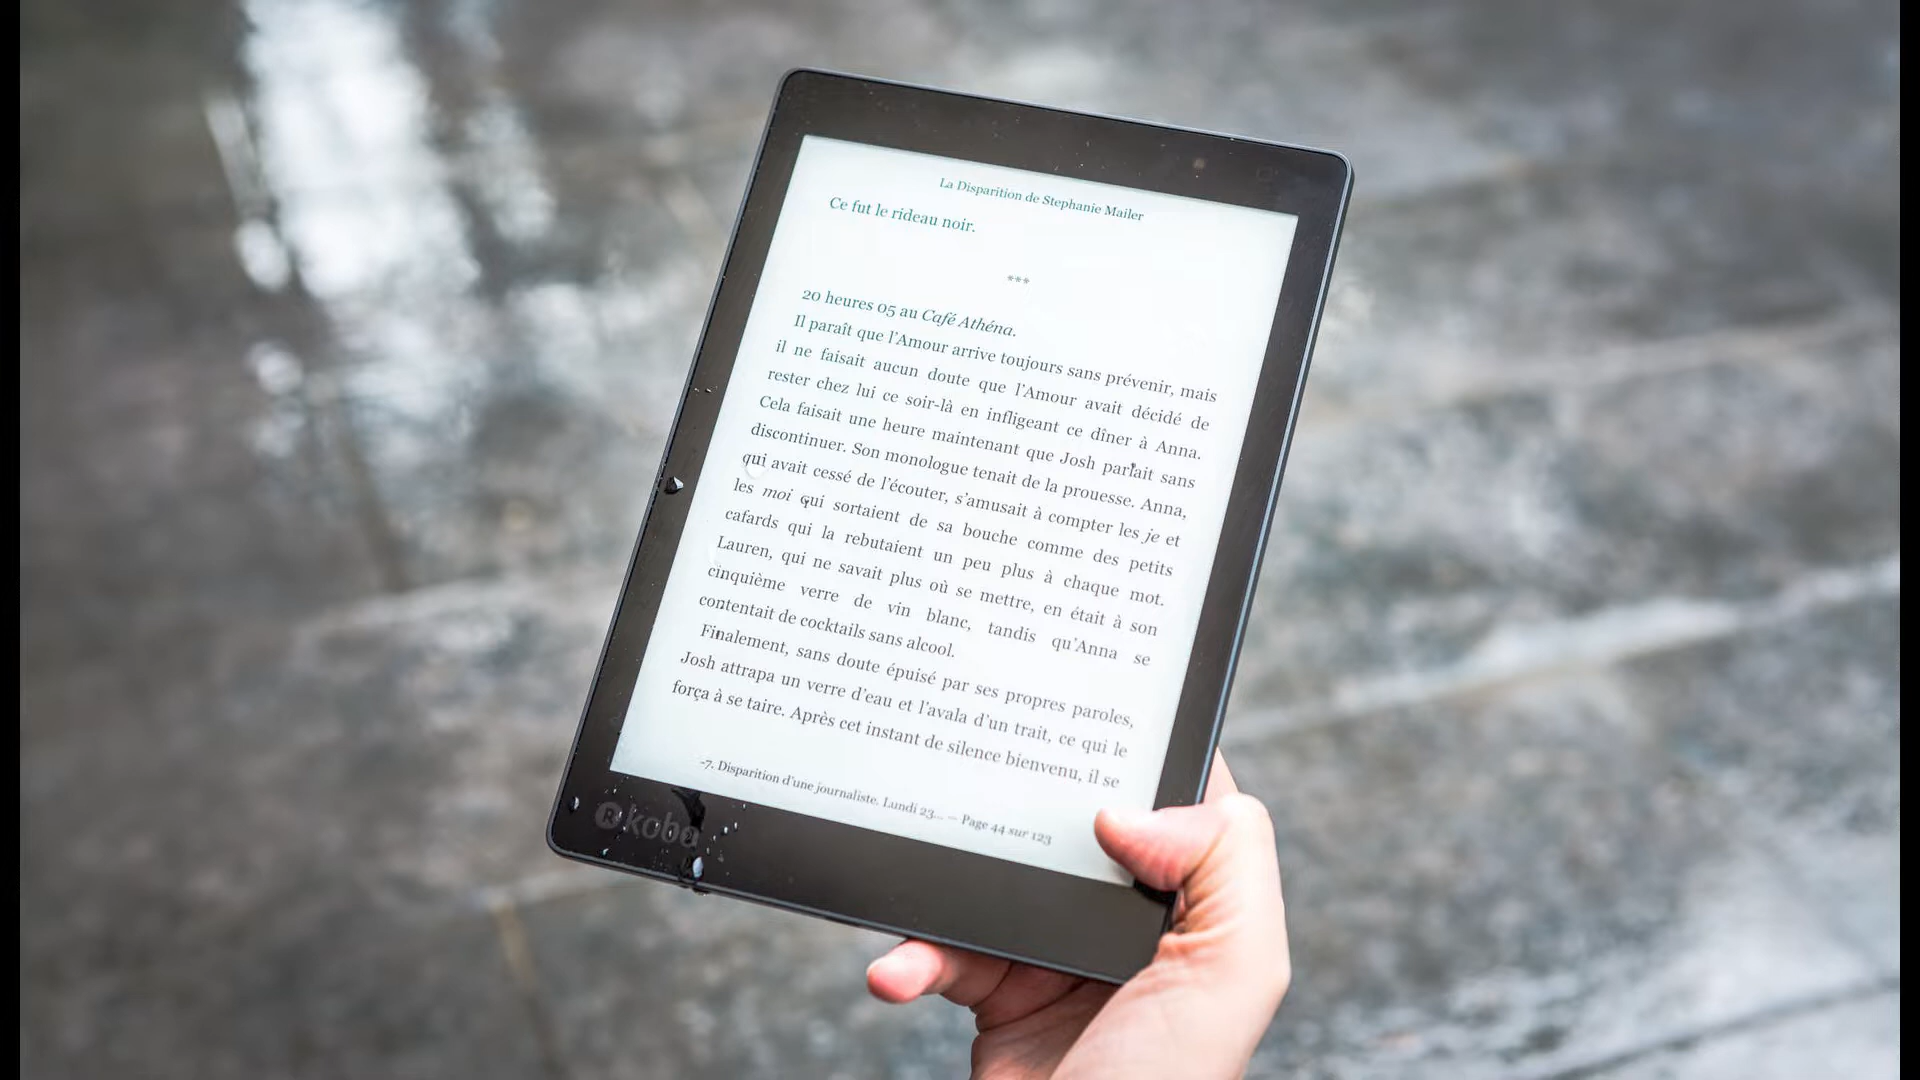 La Disparition de Stephanie Mailer
Ce fut le rideau noir.
***
20 heures 05 au Café Athéna.
Il paraît que l'Amour arrive toujours sans prévenir, mais
il ne faisait aucun doute que l'Amour avait décidé de
rester chez lui ce soir-là en infligeant ce dîner à Anna.
Cela faisait une heure maintenant que Josh parlait sans
discontinuer. Son monologue tenait de la prouesse. Anna,
qui avait cessé de l'écouter, s'amusait à compter les je et
les moi qui sortaient de sa bouche comme des petits
cafards qui la rebutaient un peu plus à chaque mot.
Lauren, qui ne savait plus où se mettre, en était à son
cinquième verre de vin blanc, tandis qu'Anna se
contentait de cocktails sans alcool.
Finalement, sans doute épuisé par ses propres paroles,
Josh attrapa un verre d'eau et l'avala d'un trait, ce qui le
força à se taire. Après cet instant de silence bienvenu, il se
-7. Disparition d'une journaliste. Lundi 23... — Page 44 sur 123
R kobo